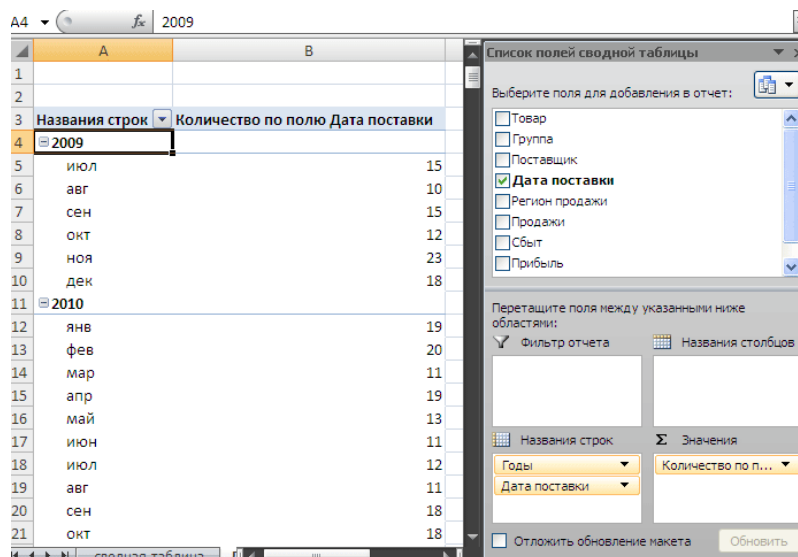 A4 fx 2009
A B
1
2
3 Названия строк Количество по полю Дата поставки
4 2009
5 июл 15
6 авг 10
7 сен 15
8 окт 12
9 ноя 23
10 дек 18
11 2010
12 янв 19
13 фев 20
14 мар 11
15 апр 19
16 май 13
17 июн 11
18 июл 12
19 авг 11
20 сен 18
21 окт 18
сводная таблица
Список полей сводной таблицы
Выберите поля для добавления в отчет:
Товар
Группа
Поставщик
Дата поставки
Регион продажи
Продажи
Сбыт
Прибыль
Перетащите поля между указанными ниже
областями:
Фильтр отчета Названия столбцов
Названия строк Σ Значения
Годы Количество по п...
Дата поставки
Отложить обновление макета Обновить